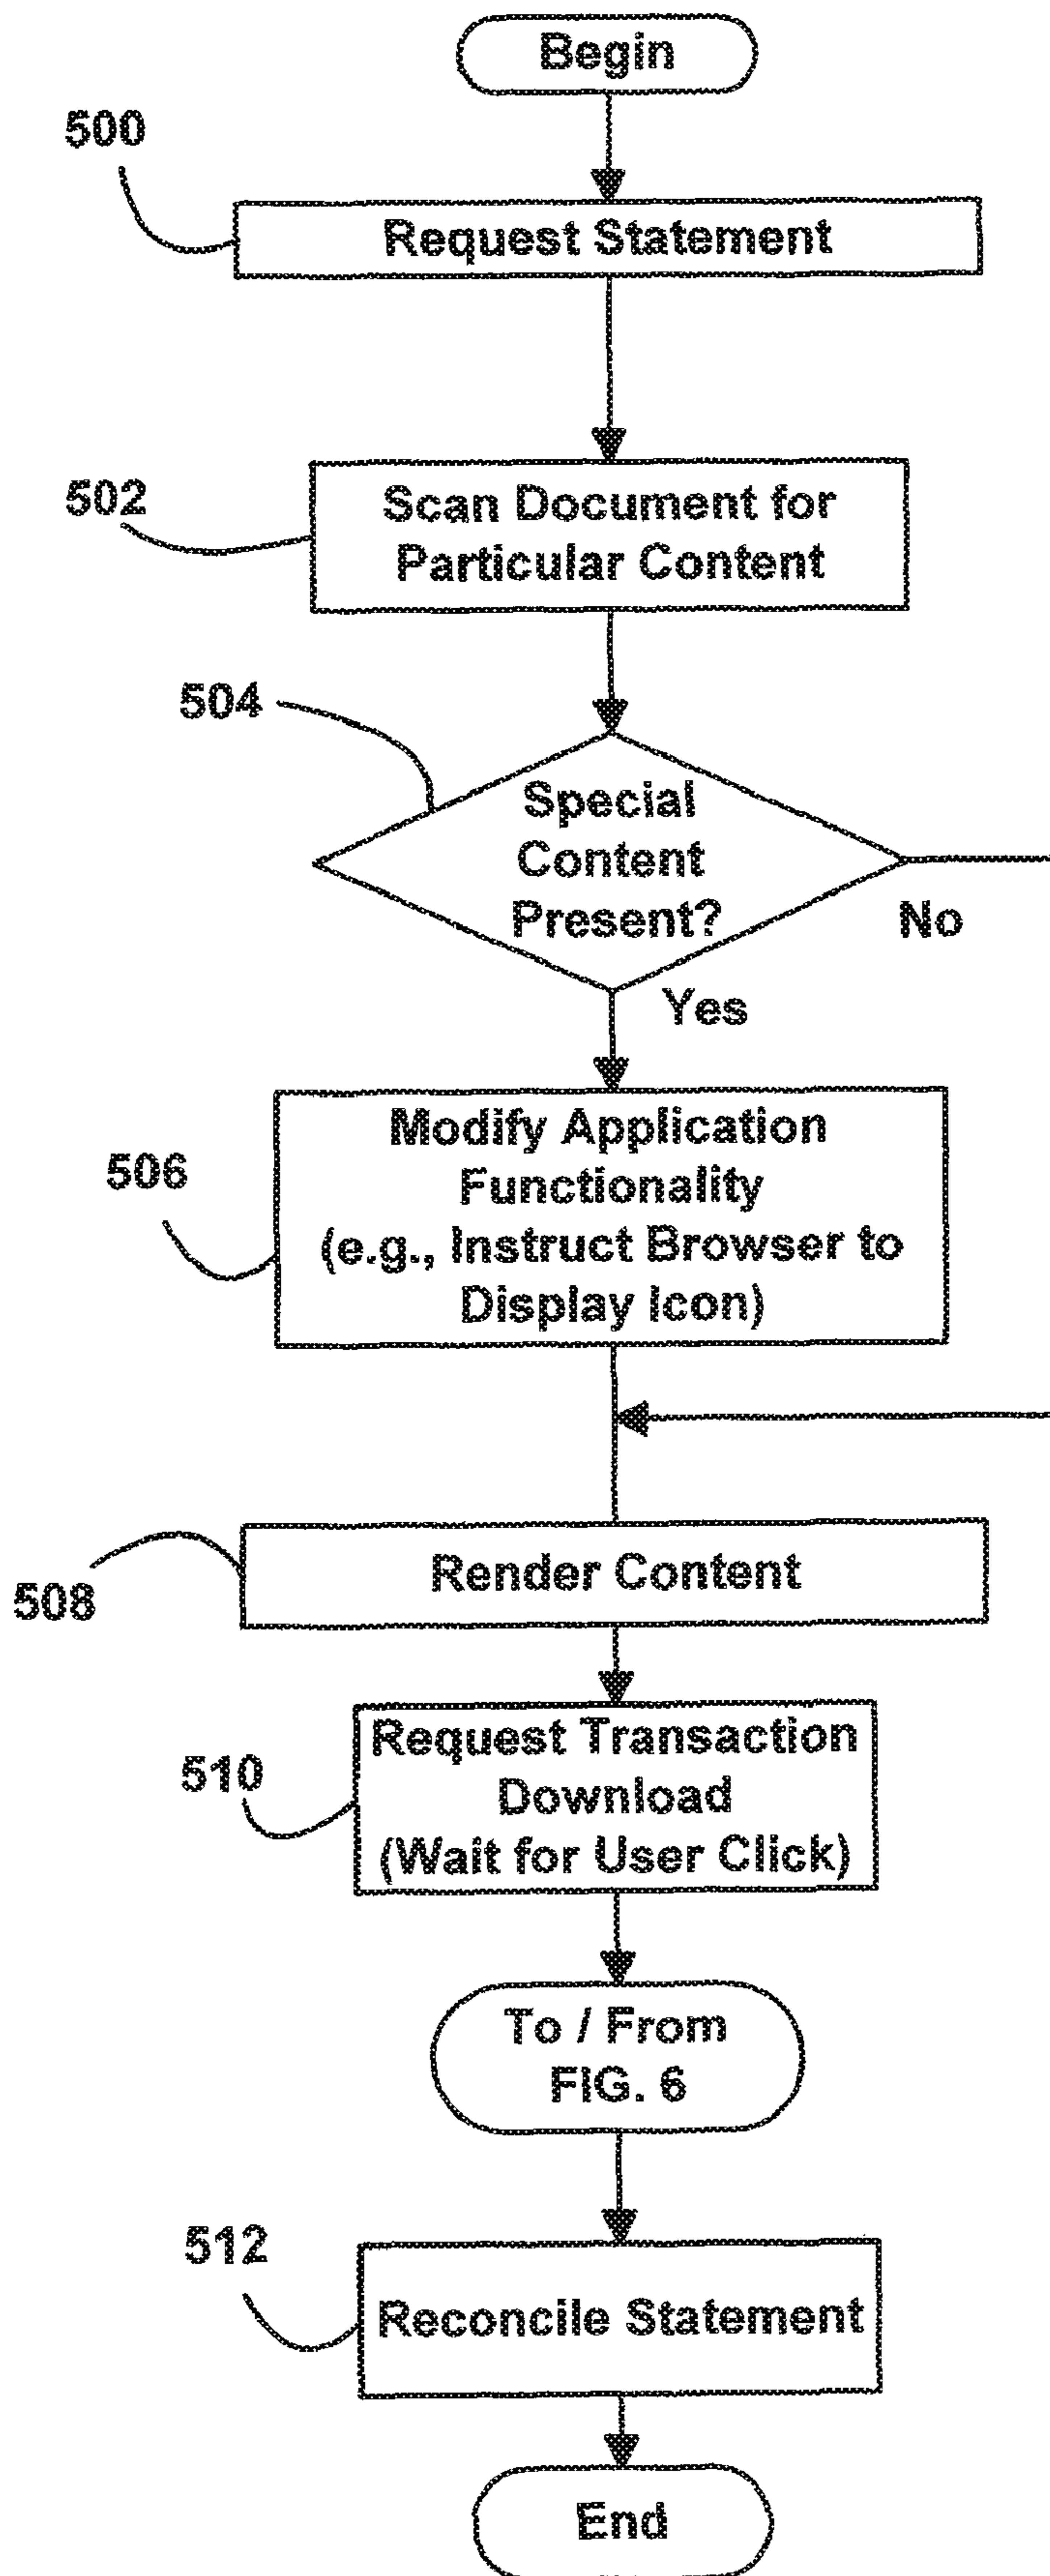 Begin
500
Request Statement
502
Scan Document for
Particular Content
504
Special
Content
Present?
No
Yes
506
Modify Application
Functionality
(e.g., Instruct Browser to
Display Icon)
508
Render Content
510
Request Transaction
Download
(Wait for User Click)
To / From
FIG. 6
512
Reconcile Statement
End